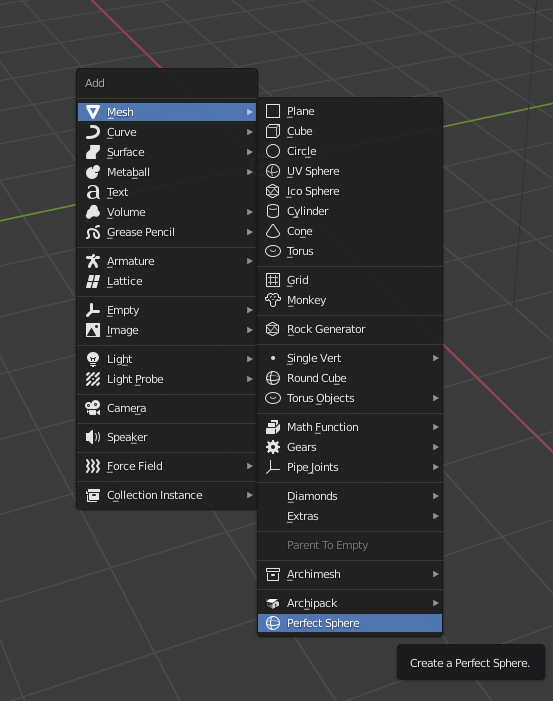 Add
Mesh
Curve
Surface
Metaball
Text
Volume
Grease Pencil
Armature
Lattice
Empty
Image
Light
Light Probe
Camera
Speaker
Force Field
Collection Instance
Plane
Cube
Circle
UV Sphere
Ico Sphere
Cylinder
Cone
Torus
Grid
Monkey
Rock Generator
Single Vert
Round Cube
Torus Objects
Math Function
Gears
Pipe Joints
Diamonds
Extras
Parent To Empty
Archimesh
Archipack
Perfect Sphere
Create a Perfect Sphere.